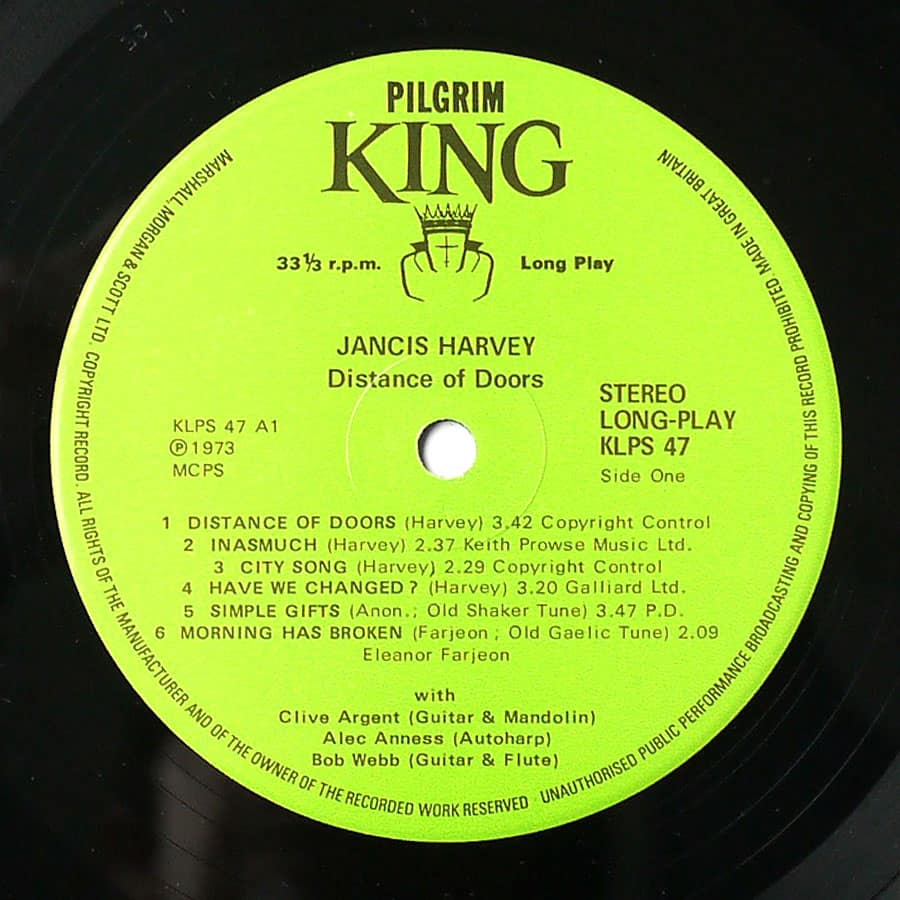 PILGRIM
KING
33⅓ r.p.m. Long Play
JANCIS HARVEY
Distance of Doors
STEREO
LONG-PLAY
KLPS 47
Side One
KLPS 47 A1
Ⓟ1973
MCPS
1 DISTANCE OF DOORS (Harvey) 3.42 Copyright Control
2 INASMUCH (Harvey) 2.37 Keith Prowse Music Ltd.
3 CITY SONG (Harvey) 2.29 Copyright Control
4 HAVE WE CHANGED? (Harvey) 3.20 Galliard Ltd.
5 SIMPLE GIFTS (Anon.; Old Shaker Tune) 3.47 P.D.
6 MORNING HAS BROKEN (Farjeon; Old Gaelic Tune) 2.09
Eleanor Farjeon
with
Clive Argent (Guitar & Mandolin)
Alec Anness (Autoharp)
Bob Webb (Guitar & Flute)
MARSHALL, MORGAN & SCOTT LTD. COPYRIGHT RECORD. ALL RIGHTS OF THE MANUFACTURER AND OF THE OWNER OF THE RECORDED WORK RESERVED UNAUTHORISED PUBLIC PERFORMANCE BROADCASTING AND COPYING OF THIS RECORD PROHIBITED. MADE IN GREAT BRITAIN